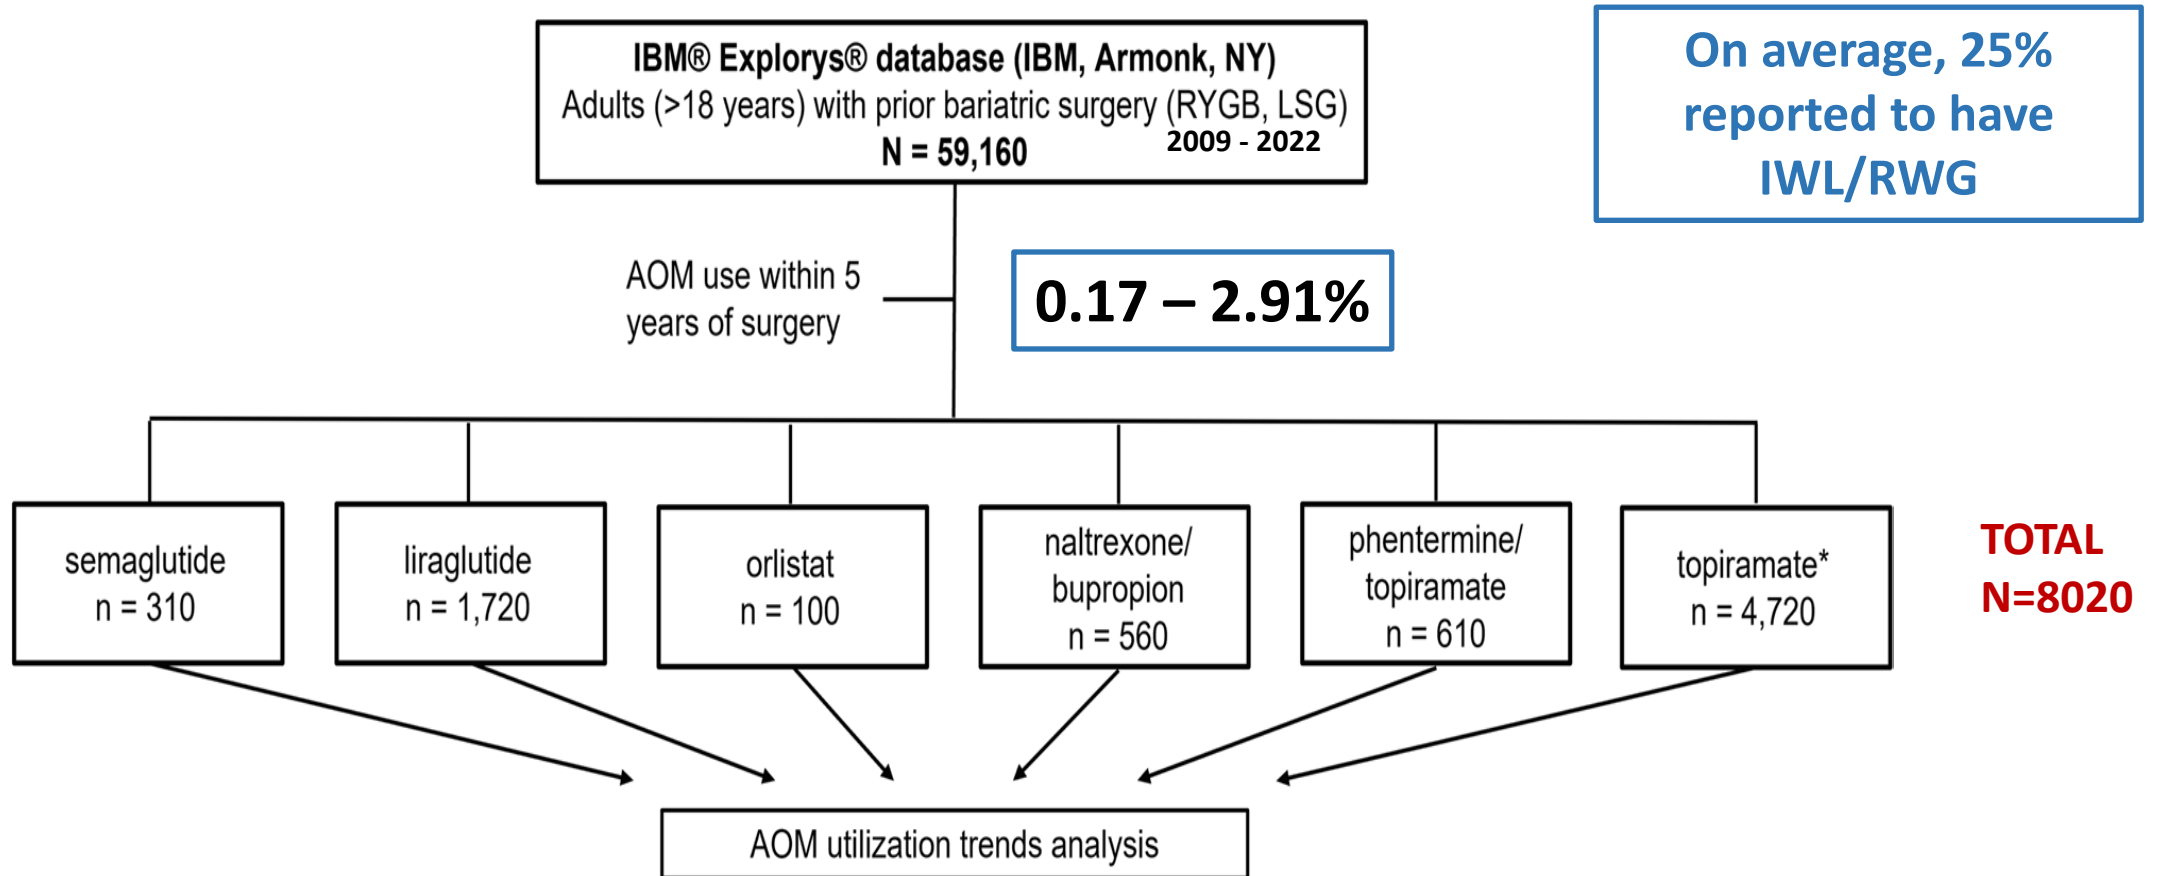 IBM® Explorys® database (IBM, Armonk, NY)
Adults (>18 years) with prior bariatric surgery (RYGB, LSG)
N = 59,160
2009 - 2022
On average, 25%
reported to have
IWL/RWG
AOM use within 5
years of surgery
0.17 – 2.91%
semaglutide
n = 310
liraglutide
n = 1,720
orlistat
n = 100
naltrexone/
bupropion
n = 560
phentermine/
topiramate
n = 610
topiramate*
n = 4,720
TOTAL
N=8020
AOM utilization trends analysis